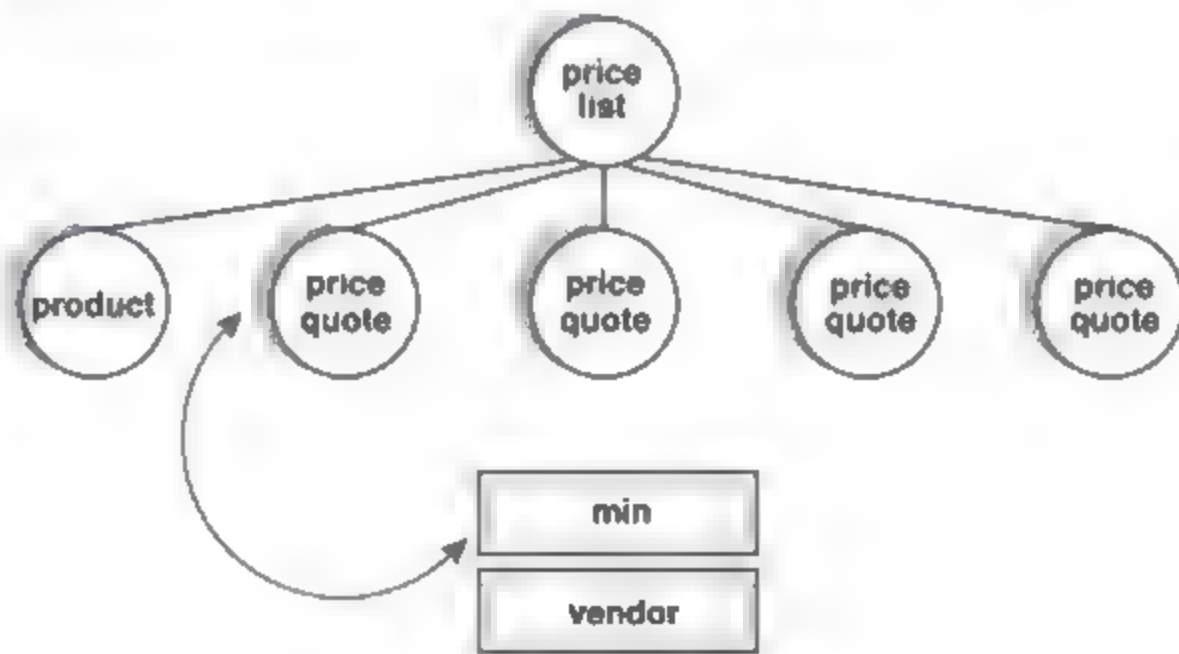 price
list
product
price
quote
price
quote
price
quote
price
quote
min
vendor